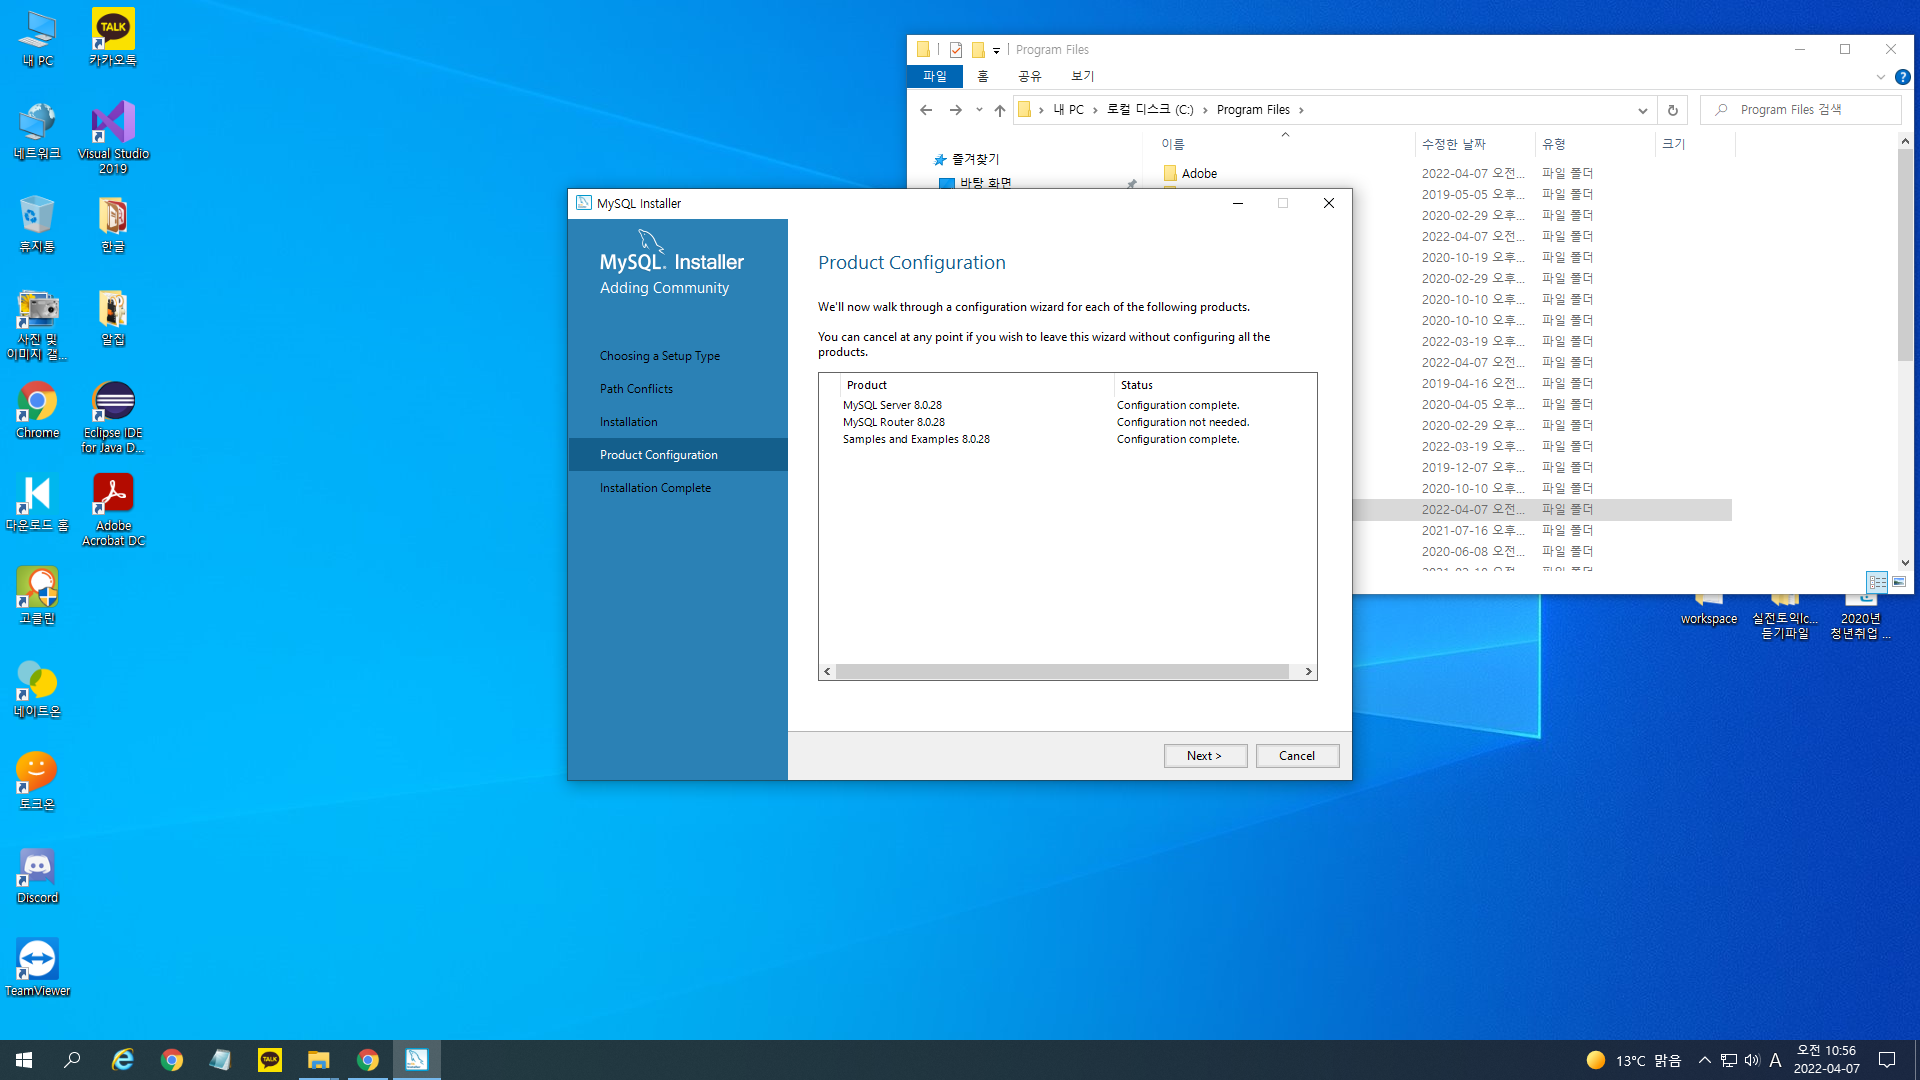 내 PC
카카오톡
네트워크
Visual Studio
2019
휴지통
한글
사진 및
이미지 갤...
알집
Chrome
Eclipse IDE
for Java D...
다운로드 홈
Adobe
Acrobat DC
고클린
네이트온
토크온
Discord
TeamViewer
Program Files
파일 홈 공유 보기
내 PC › 로컬 디스크 (C:) › Program Files ›
Program Files 검색
즐겨찾기
바탕 화면
이름 수정한 날짜 유형 크기
Adobe 2022-04-07 오전... 파일 폴더
2019-05-05 오후... 파일 폴더
2020-02-29 오후... 파일 폴더
2022-04-07 오전... 파일 폴더
2020-10-19 오후... 파일 폴더
2020-02-29 오후... 파일 폴더
2020-10-10 오후... 파일 폴더
2020-10-10 오후... 파일 폴더
2022-03-19 오후... 파일 폴더
2022-04-07 오전... 파일 폴더
2019-04-16 오후... 파일 폴더
2020-04-05 오후... 파일 폴더
2020-02-29 오후... 파일 폴더
2022-03-19 오후... 파일 폴더
2019-12-07 오후... 파일 폴더
2020-10-10 오후... 파일 폴더
2022-04-07 오전... 파일 폴더
2021-07-16 오후... 파일 폴더
2020-06-08 오전... 파일 폴더
MySQL Installer
MySQL. Installer
Adding Community
Choosing a Setup Type
Path Conflicts
Installation
Product Configuration
Installation Complete
Product Configuration
We'll now walk through a configuration wizard for each of the following products.
You can cancel at any point if you wish to leave this wizard without configuring all the
products.
Product Status
MySQL Server 8.0.28 Configuration complete.
MySQL Router 8.0.28 Configuration not needed.
Samples and Examples 8.0.28 Configuration complete.
Next > Cancel
workspace
실전토익lc...
듣기파일
2020년
청년취업 ...
TALK
13°C 맑음
A
오전 10:56
2022-04-07